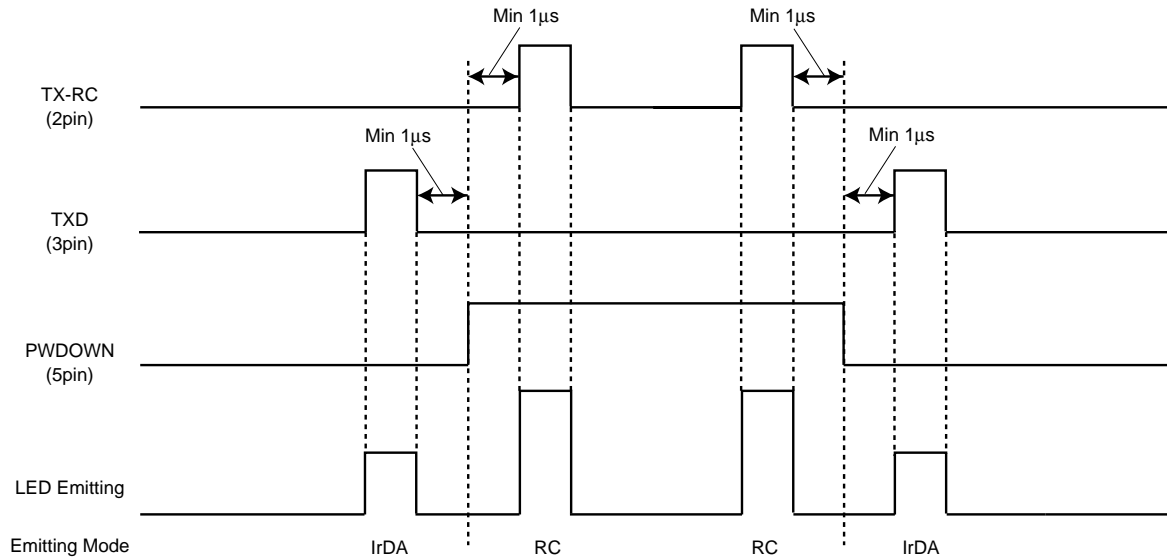 Min 1μs
Min 1μs
TX-RC
(2pin)
Min 1μs
Min 1μs
TXD
(3pin)
PWDOWN
(5pin)
LED Emitting
Emitting Mode
IrDA
RC
RC
IrDA